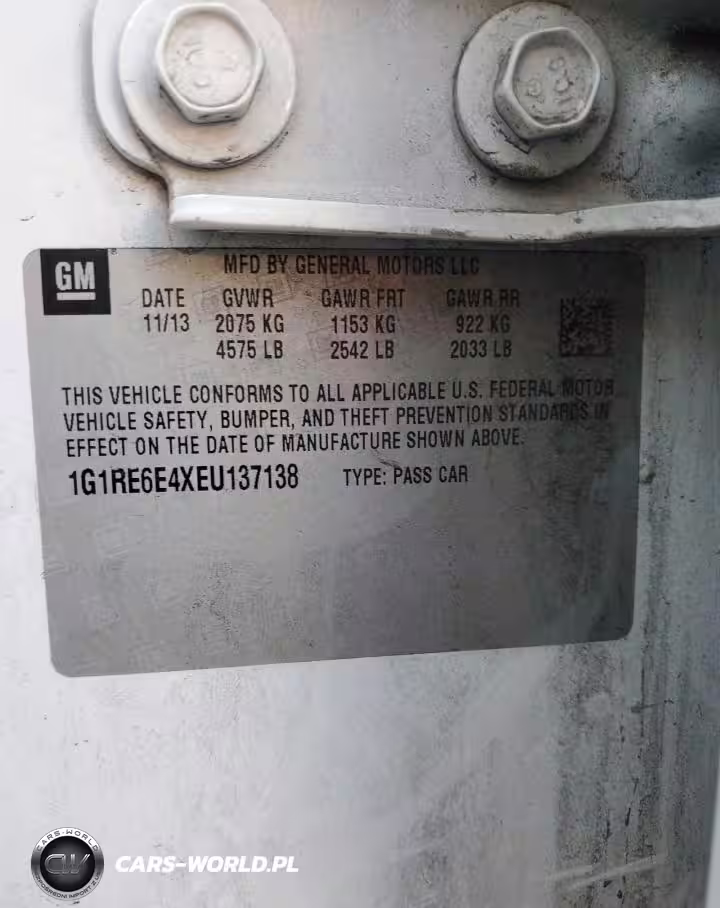 GM
MFD BY GENERAL MOTORS LLC
DATE GVWR GAWR FRT GAWR RR
11/13 2075 KG 1153 KG 922 KG
4575 LB 2542 LB 2033 LB
THIS VEHICLE CONFORMS TO ALL APPLICABLE U.S. FEDERAL MOTOR
VEHICLE SAFETY, BUMPER, AND THEFT PREVENTION STANDARDS IN
EFFECT ON THE DATE OF MANUFACTURE SHOWN ABOVE.
1G1RE6E4XEU137138 TYPE: PASS CAR
CARS-WORLD
CW
CARS-WORLD.PL